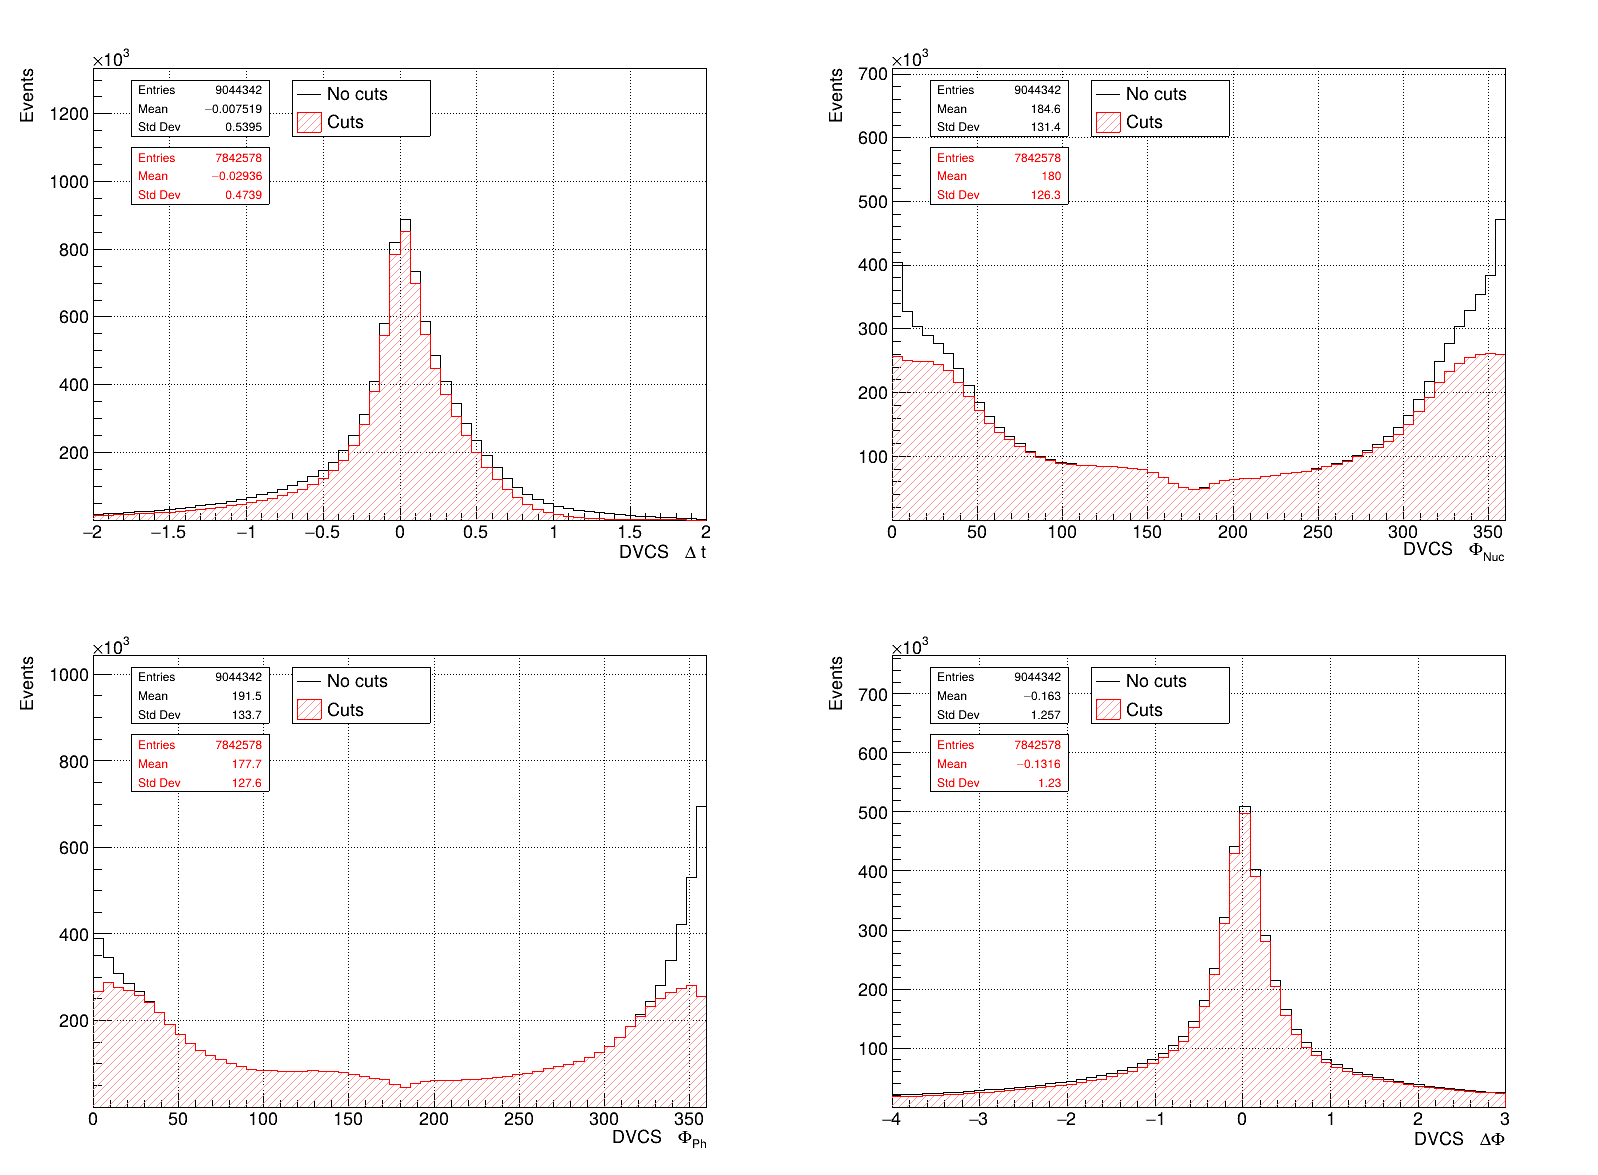 ×10³
Events
1200
1000
800
600
400
200
Entries 9044342
Mean −0.007519
Std Dev 0.5395
Entries 7842578
Mean −0.02936
Std Dev 0.4739
No cuts
Cuts
−2 −1.5 −1 −0.5 0 0.5 1 1.5 2
DVCS Δ t
×10³
Events
700
600
500
400
300
200
100
Entries 9044342
Mean 184.6
Std Dev 131.4
Entries 7842578
Mean 180
Std Dev 126.3
No cuts
Cuts
0 50 100 150 200 250 300 350
DVCS Φ_Nuc
×10³
Events
1000
800
600
400
200
Entries 9044342
Mean 191.5
Std Dev 133.7
Entries 7842578
Mean 177.7
Std Dev 127.6
No cuts
Cuts
0 50 100 150 200 250 300 350
DVCS Φ_Ph
×10³
Events
700
600
500
400
300
200
100
Entries 9044342
Mean −0.163
Std Dev 1.257
Entries 7842578
Mean −0.1316
Std Dev 1.23
No cuts
Cuts
−4 −3 −2 −1 0 1 2 3
DVCS ΔΦ